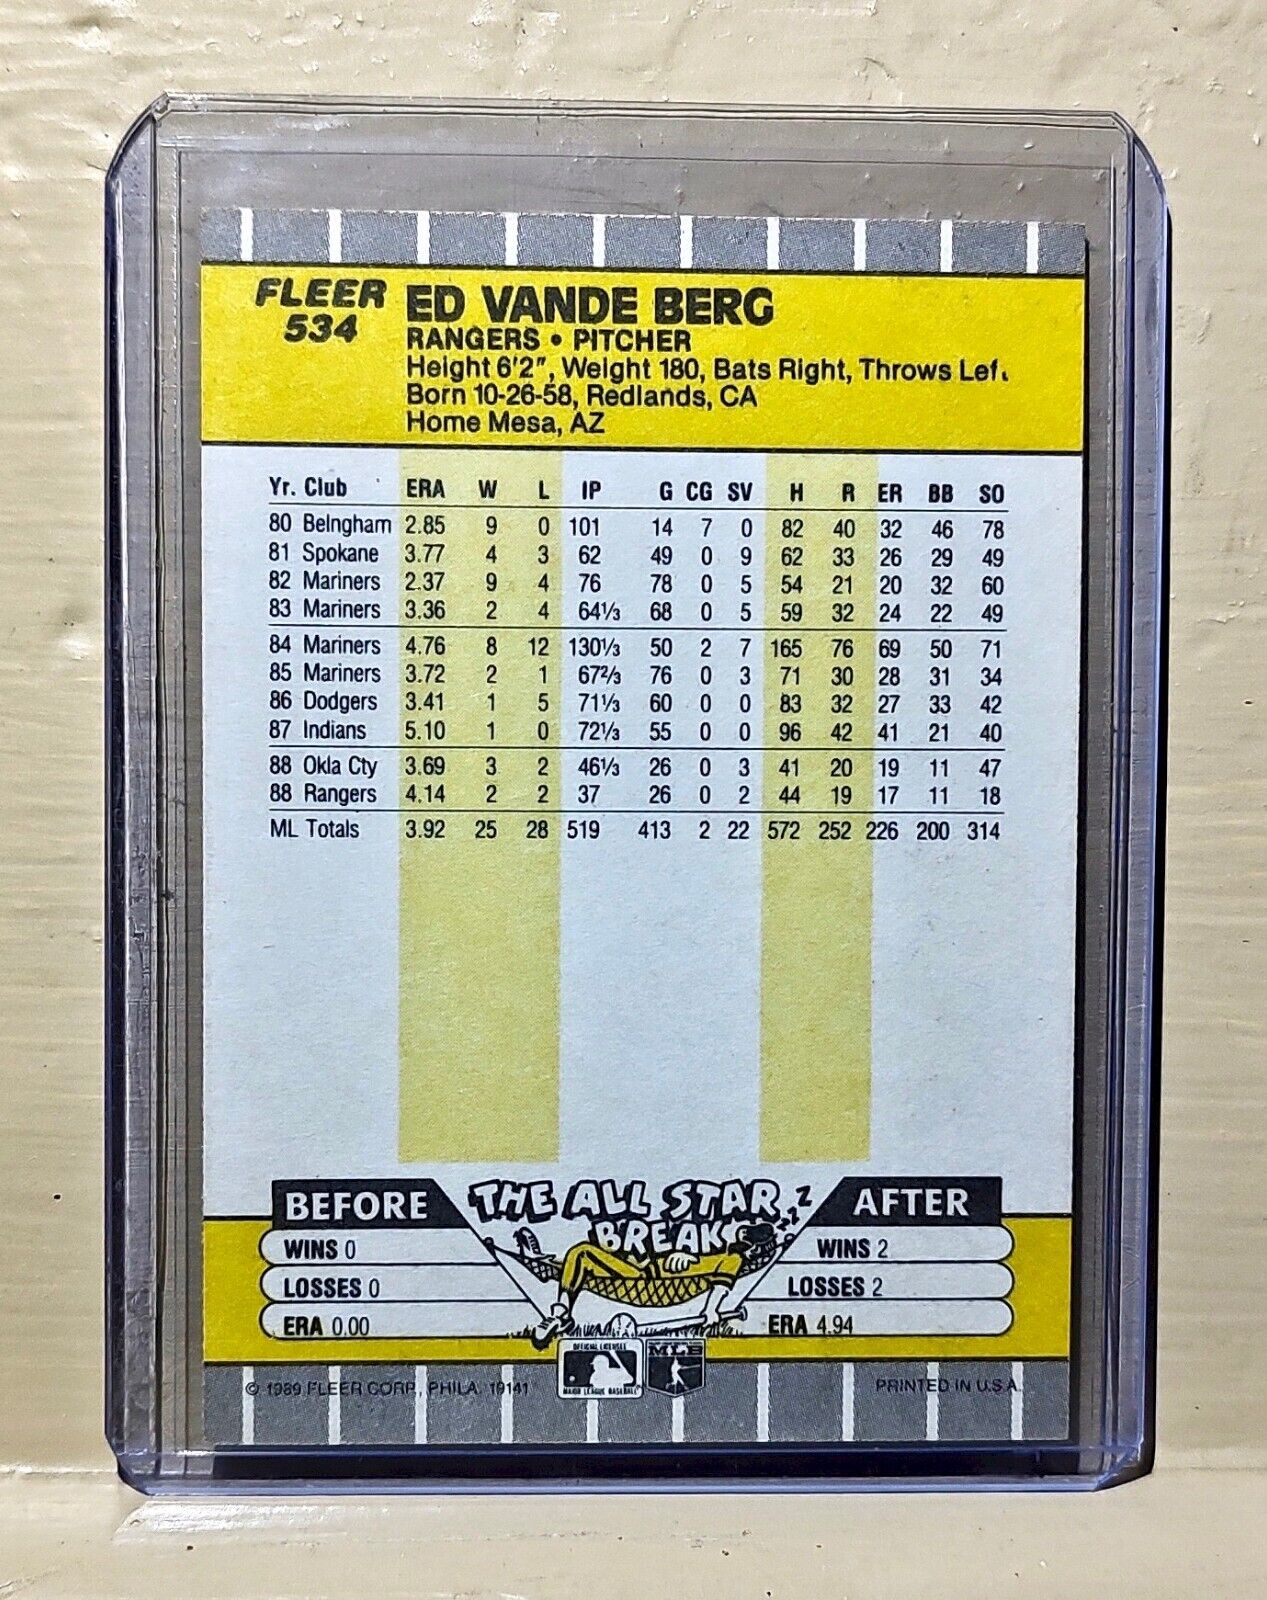 FLEER
534
ED VANDE BERG
RANGERS • PITCHER
Height 6'2", Weight 180, Bats Right, Throws Lef.
Born 10-26-58, Redlands, CA
Home Mesa, AZ
Yr. Club ERA W L IP G CG SV H R ER BB SO
80 Belngham 2.85 9 0 101 14 7 0 82 40 32 46 78
81 Spokane 3.77 4 3 62 49 0 9 62 33 26 29 49
82 Mariners 2.37 9 4 76 78 0 5 54 21 20 32 60
83 Mariners 3.36 2 4 64⅓ 68 0 5 59 32 24 22 49
84 Mariners 4.76 8 12 130⅓ 50 2 7 165 76 69 50 71
85 Mariners 3.72 2 1 67⅔ 76 0 3 71 30 28 31 34
86 Dodgers 3.41 1 5 71⅓ 60 0 0 83 32 27 33 42
87 Indians 5.10 1 0 72⅓ 55 0 0 96 42 41 21 40
88 Okla Cty 3.69 3 2 46⅓ 26 0 3 41 20 19 11 47
88 Rangers 4.14 2 2 37 26 0 2 44 19 17 11 18
ML Totals 3.92 25 28 519 413 2 22 572 252 226 200 314
BEFORE THE ALL STAR BREAK ZZZ AFTER
WINS 0 WINS 2
LOSSES 0 LOSSES 2
ERA 0.00 ERA 4.94
OFFICIAL LICENSEE
MAJOR LEAGUE BASEBALL
MLB
© 1989 FLEER CORP., PHILA. 19141 PRINTED IN U.S.A.